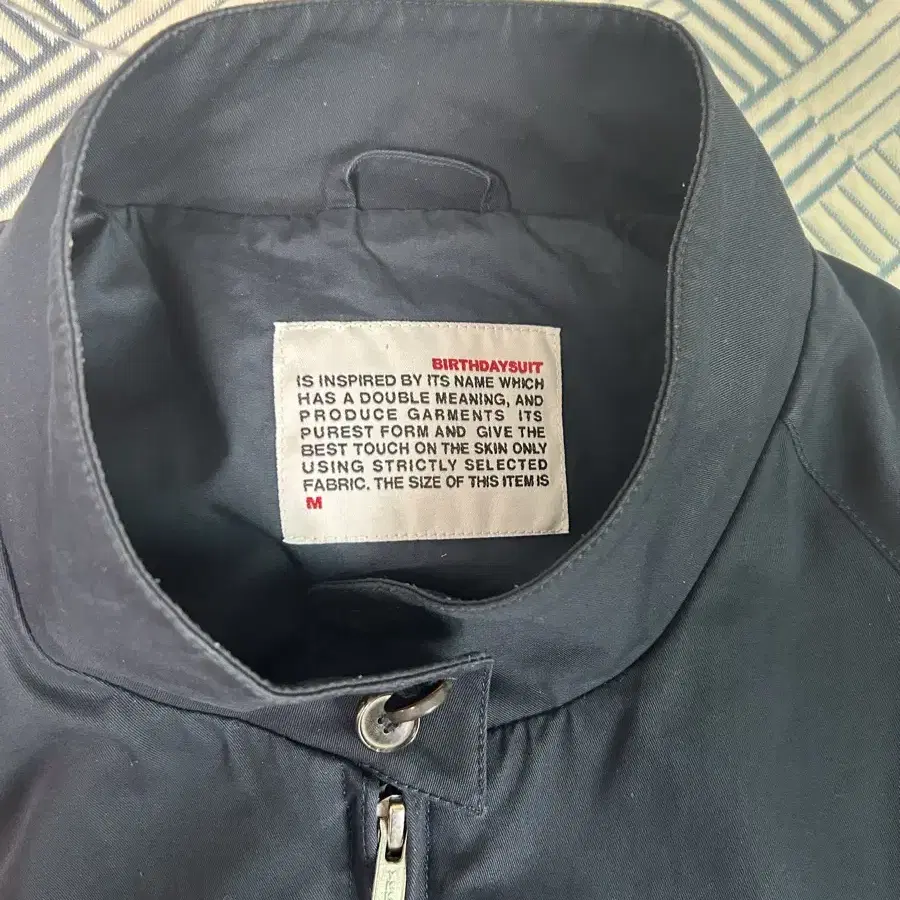 BIRTHDAYSUIT
IS INSPIRED BY ITS NAME WHICH
HAS A DOUBLE MEANING, AND
PRODUCE GARMENTS ITS
PUREST FORM AND GIVE THE
BEST TOUCH ON THE SKIN ONLY
USING STRICTLY SELECTED
FABRIC. THE SIZE OF THIS ITEM IS
M